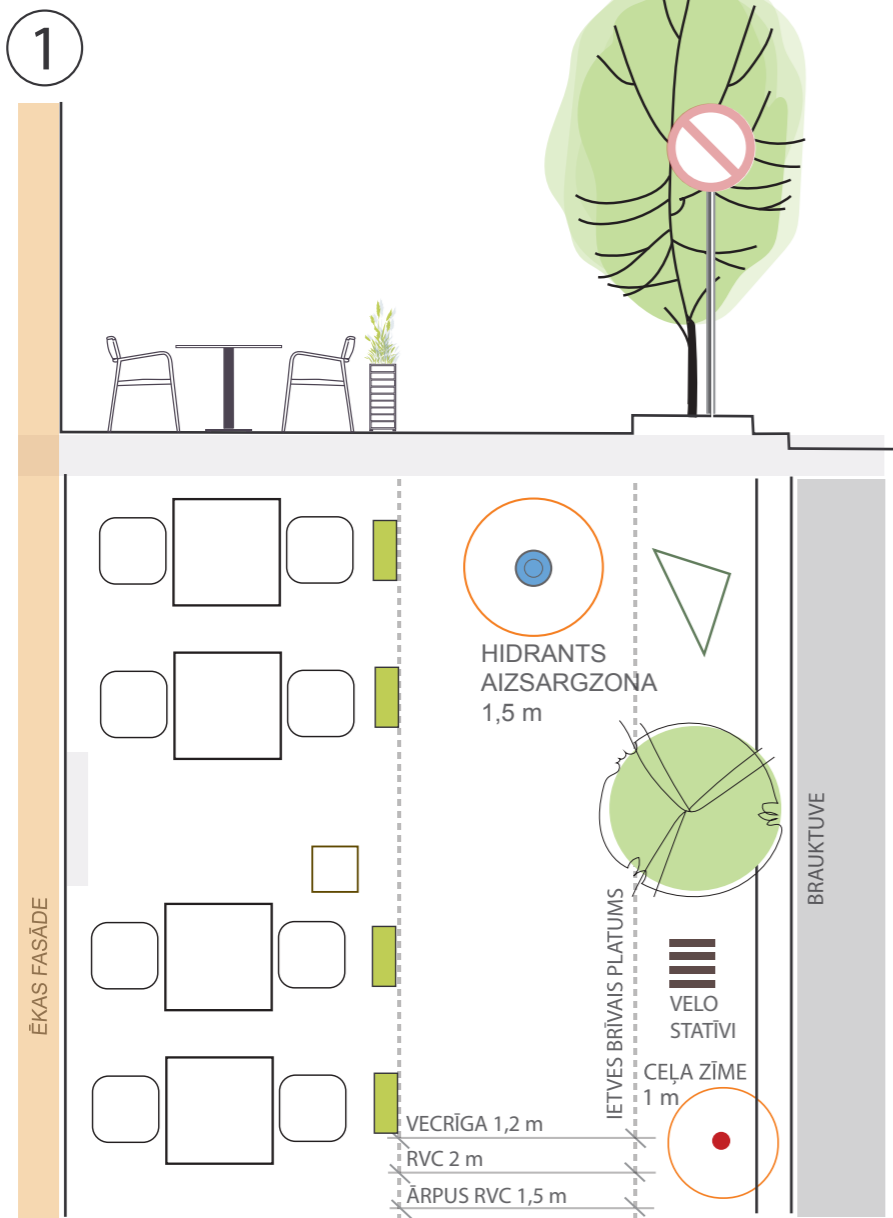 1
HIDRANTS
AIZSARGZONA
1,5 m
ĒKAS FASĀDE
IETVES BRĪVAIS PLATUMS
BRAUKTUVE
VELO
STATĪVI
CEĻA ZĪME
1 m
VECRĪGA 1,2 m
RVC 2 m
ĀRPUS RVC 1,5 m